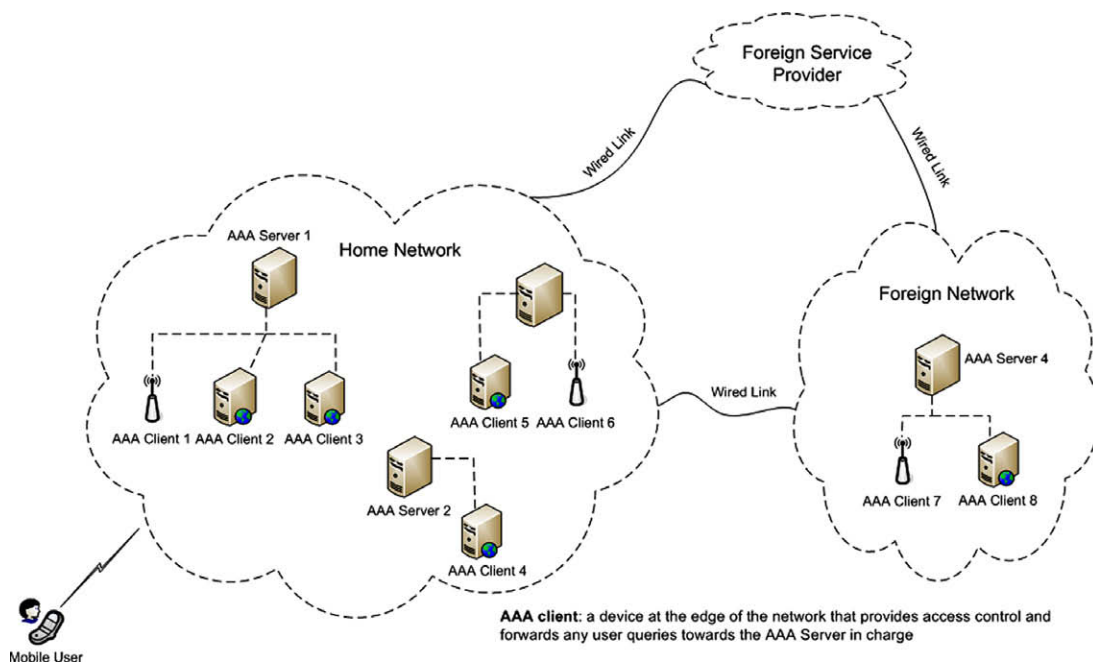 Foreign Service
Provider
Wired Link
Wired Link
AAA Server 1
Home Network
Foreign Network
AAA Server 4
Wired Link
AAA Client 1
AAA Client 2
AAA Client 3
AAA Client 5
AAA Client 6
AAA Server 2
AAA Client 4
AAA Client 7
AAA Client 8
AAA client: a device at the edge of the network that provides access control and
forwards any user queries towards the AAA Server in charge
Mobile User